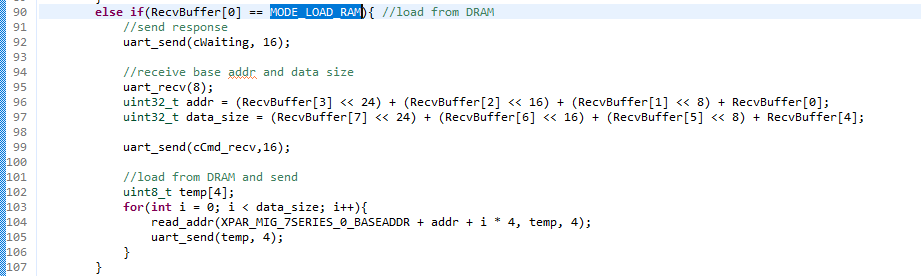 90 else if(RecvBuffer[0] == MODE_LOAD_RAM){ //load from DRAM
91 //send response
92 uart_send(cWaiting, 16);
93
94 //receive base addr and data size
95 uart_recv(8);
96 uint32_t addr = (RecvBuffer[3] << 24) + (RecvBuffer[2] << 16) + (RecvBuffer[1] << 8) + RecvBuffer[0];
97 uint32_t data_size = (RecvBuffer[7] << 24) + (RecvBuffer[6] << 16) + (RecvBuffer[5] << 8) + RecvBuffer[4];
98
99 uart_send(cCmd_recv,16);
100
101 //load from DRAM and send
102 uint8_t temp[4];
103 for(int i = 0; i < data_size; i++){
104 read_addr(XPAR_MIG_7SERIES_0_BASEADDR + addr + i * 4, temp, 4);
105 uart_send(temp, 4);
106 }
107 }